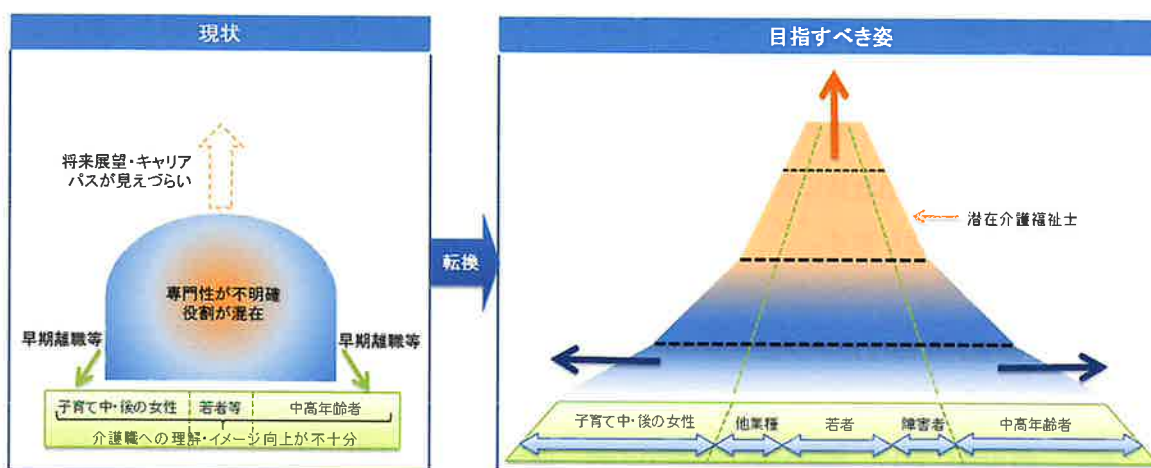 現状
将来展望・キャリア
パスが見えづらい
専門性が不明確
役割が混在
早期離職等
早期離職等
子育て中・後の女性
若者等
中高年齢者
介護職への理解・イメージ向上が不十分
転換
目指すべき姿
潜在介護福祉士
子育て中・後の女性
他業種
若者
障害者
中高年齢者